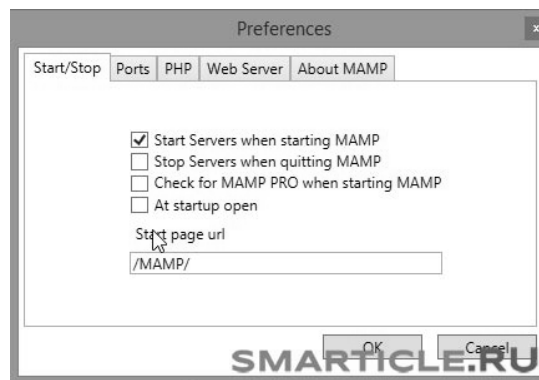 Preferences
x
Start/Stop Ports PHP Web Server About MAMP
Start Servers when starting MAMP
Stop Servers when quitting MAMP
Check for MAMP PRO when starting MAMP
At startup open
Start page url
/MAMP/
OK Cancel
SMARTICLE.RU